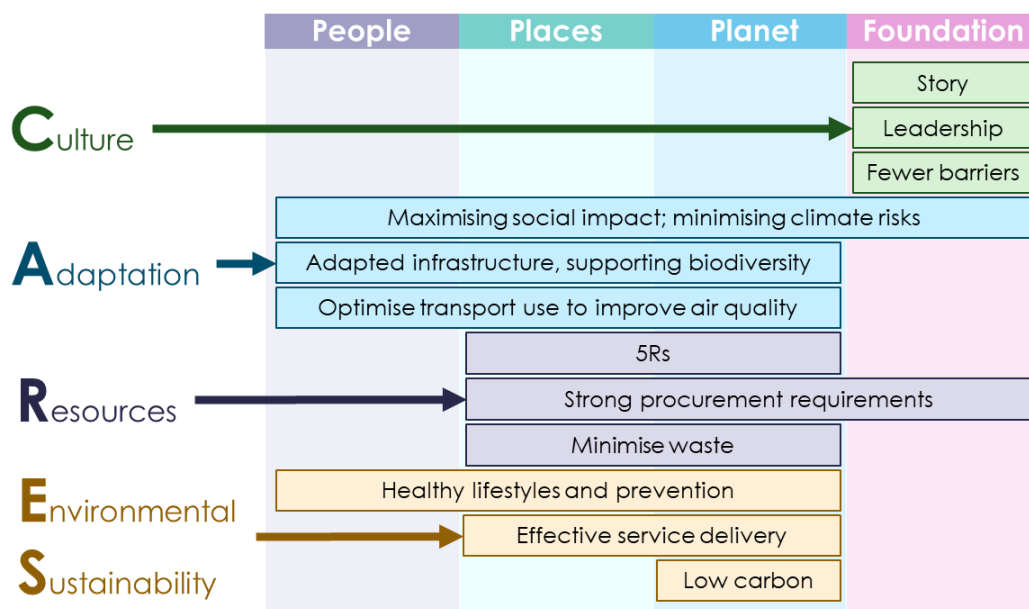 People Places Planet Foundation
Story
Culture
Leadership
Fewer barriers
Maximising social impact; minimising climate risks
Adaptation
Adapted infrastructure, supporting biodiversity
Optimise transport use to improve air quality
5Rs
Resources
Strong procurement requirements
Minimise waste
Healthy lifestyles and prevention
Environmental
Effective service delivery
Sustainability
Low carbon